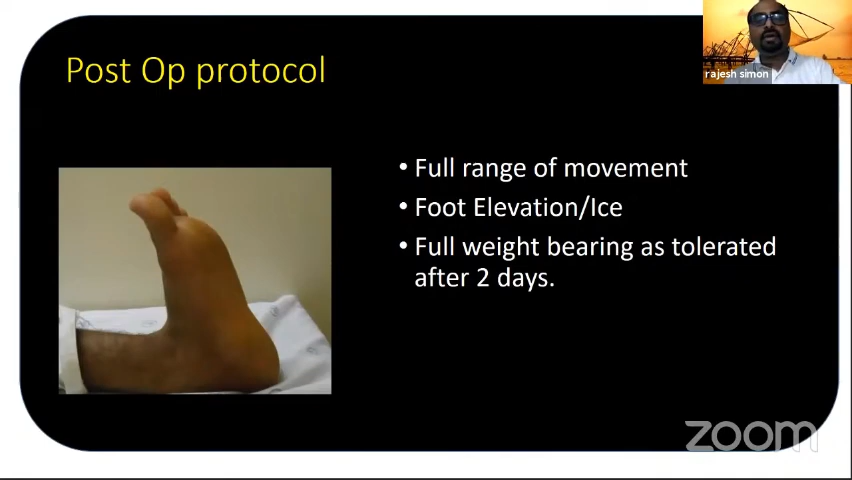 Post Op protocol
rajesh simon
• Full range of movement
• Foot Elevation/Ice
• Full weight bearing as tolerated
after 2 days.
zoom